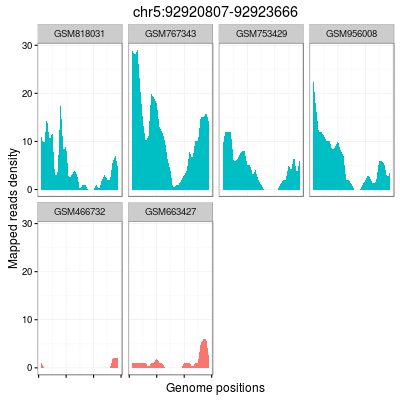 chr5:92920807-92923666
GSM818031 GSM767343 GSM753429 GSM956008
30
20
10
0
GSM466732 GSM663427
30
20
10
0
Mapped reads density
Genome positions